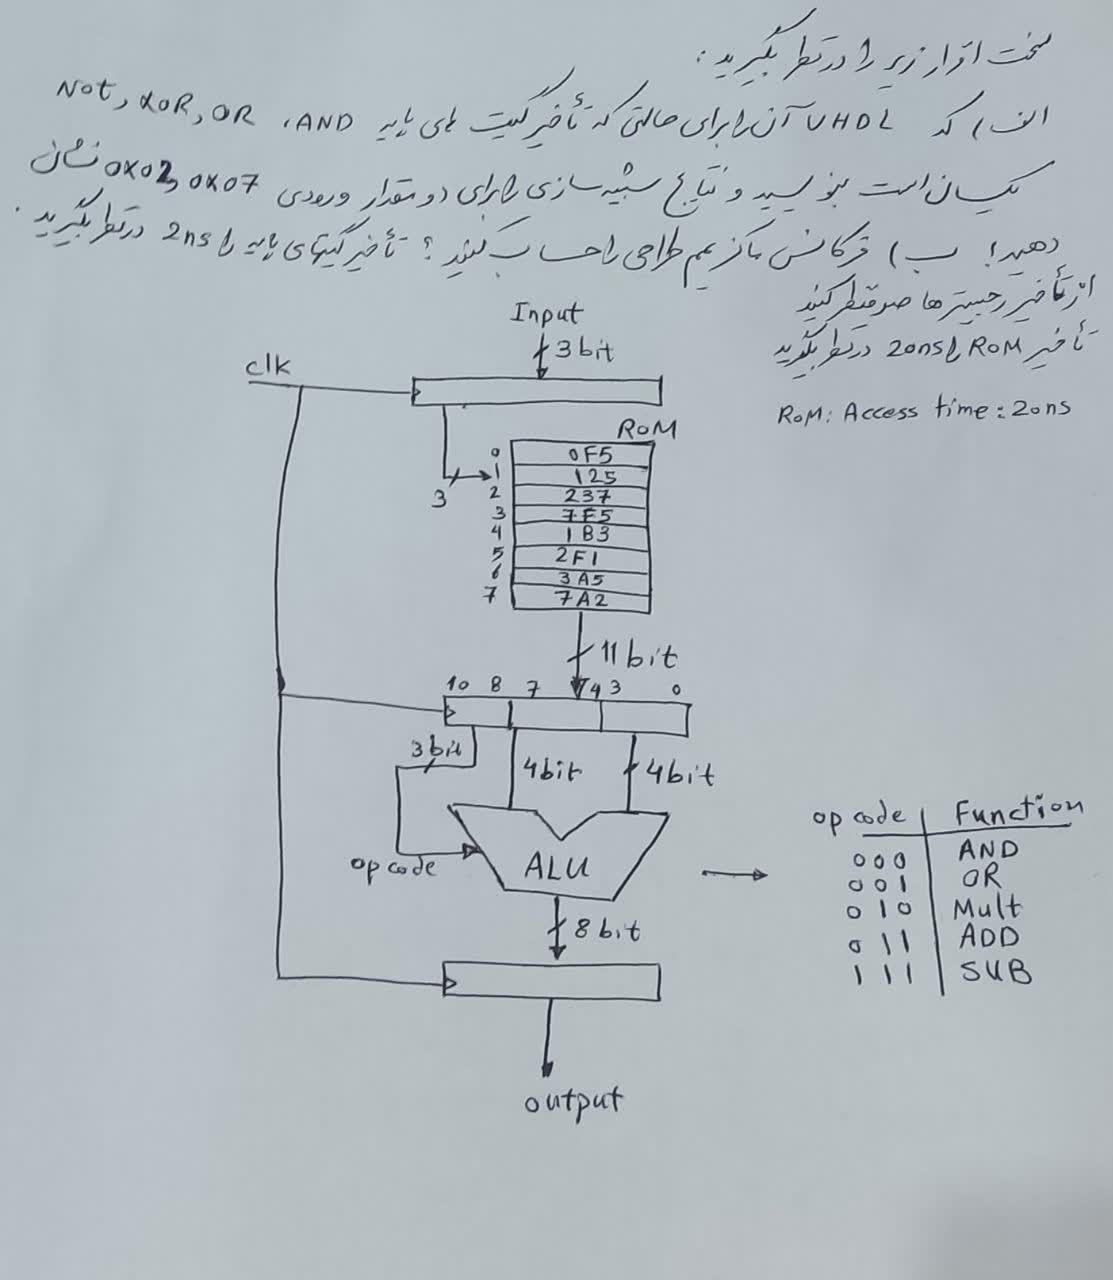 سخت افزار زیر را در نظر بگیرید :
الف) کد VHDL آن را برای حالتی که تأخیر گیت های پایه AND ، OR ، XOR ، Not
یکسان است بنویسید و نتایج شبیه سازی را برای دو مقدار ورودی 0x07 و 0x02 نشان
دهید! ب) فرکانس ماکزیمم طراحی را حساب کنید ؟ تأخیر گیتهای پایه را 2ns در نظر بگیرید .
از تأخیر رجیسترها صرفنظر کنید
تأخیر ROM را 20ns در نظر بگیرید
RoM: Access time: 20ns
Input
3 bit
clk
RoM
3
0 0F5
1 125
2 237
3 7F5
4 1B3
5 2F1
6 3A5
7 7A2
11 bit
10 8 7 4 3 0
3 bit
4bit
4bit
op code
ALU
8 bit
output
op code Function
000 AND
001 OR
010 Mult
011 ADD
111 SUB